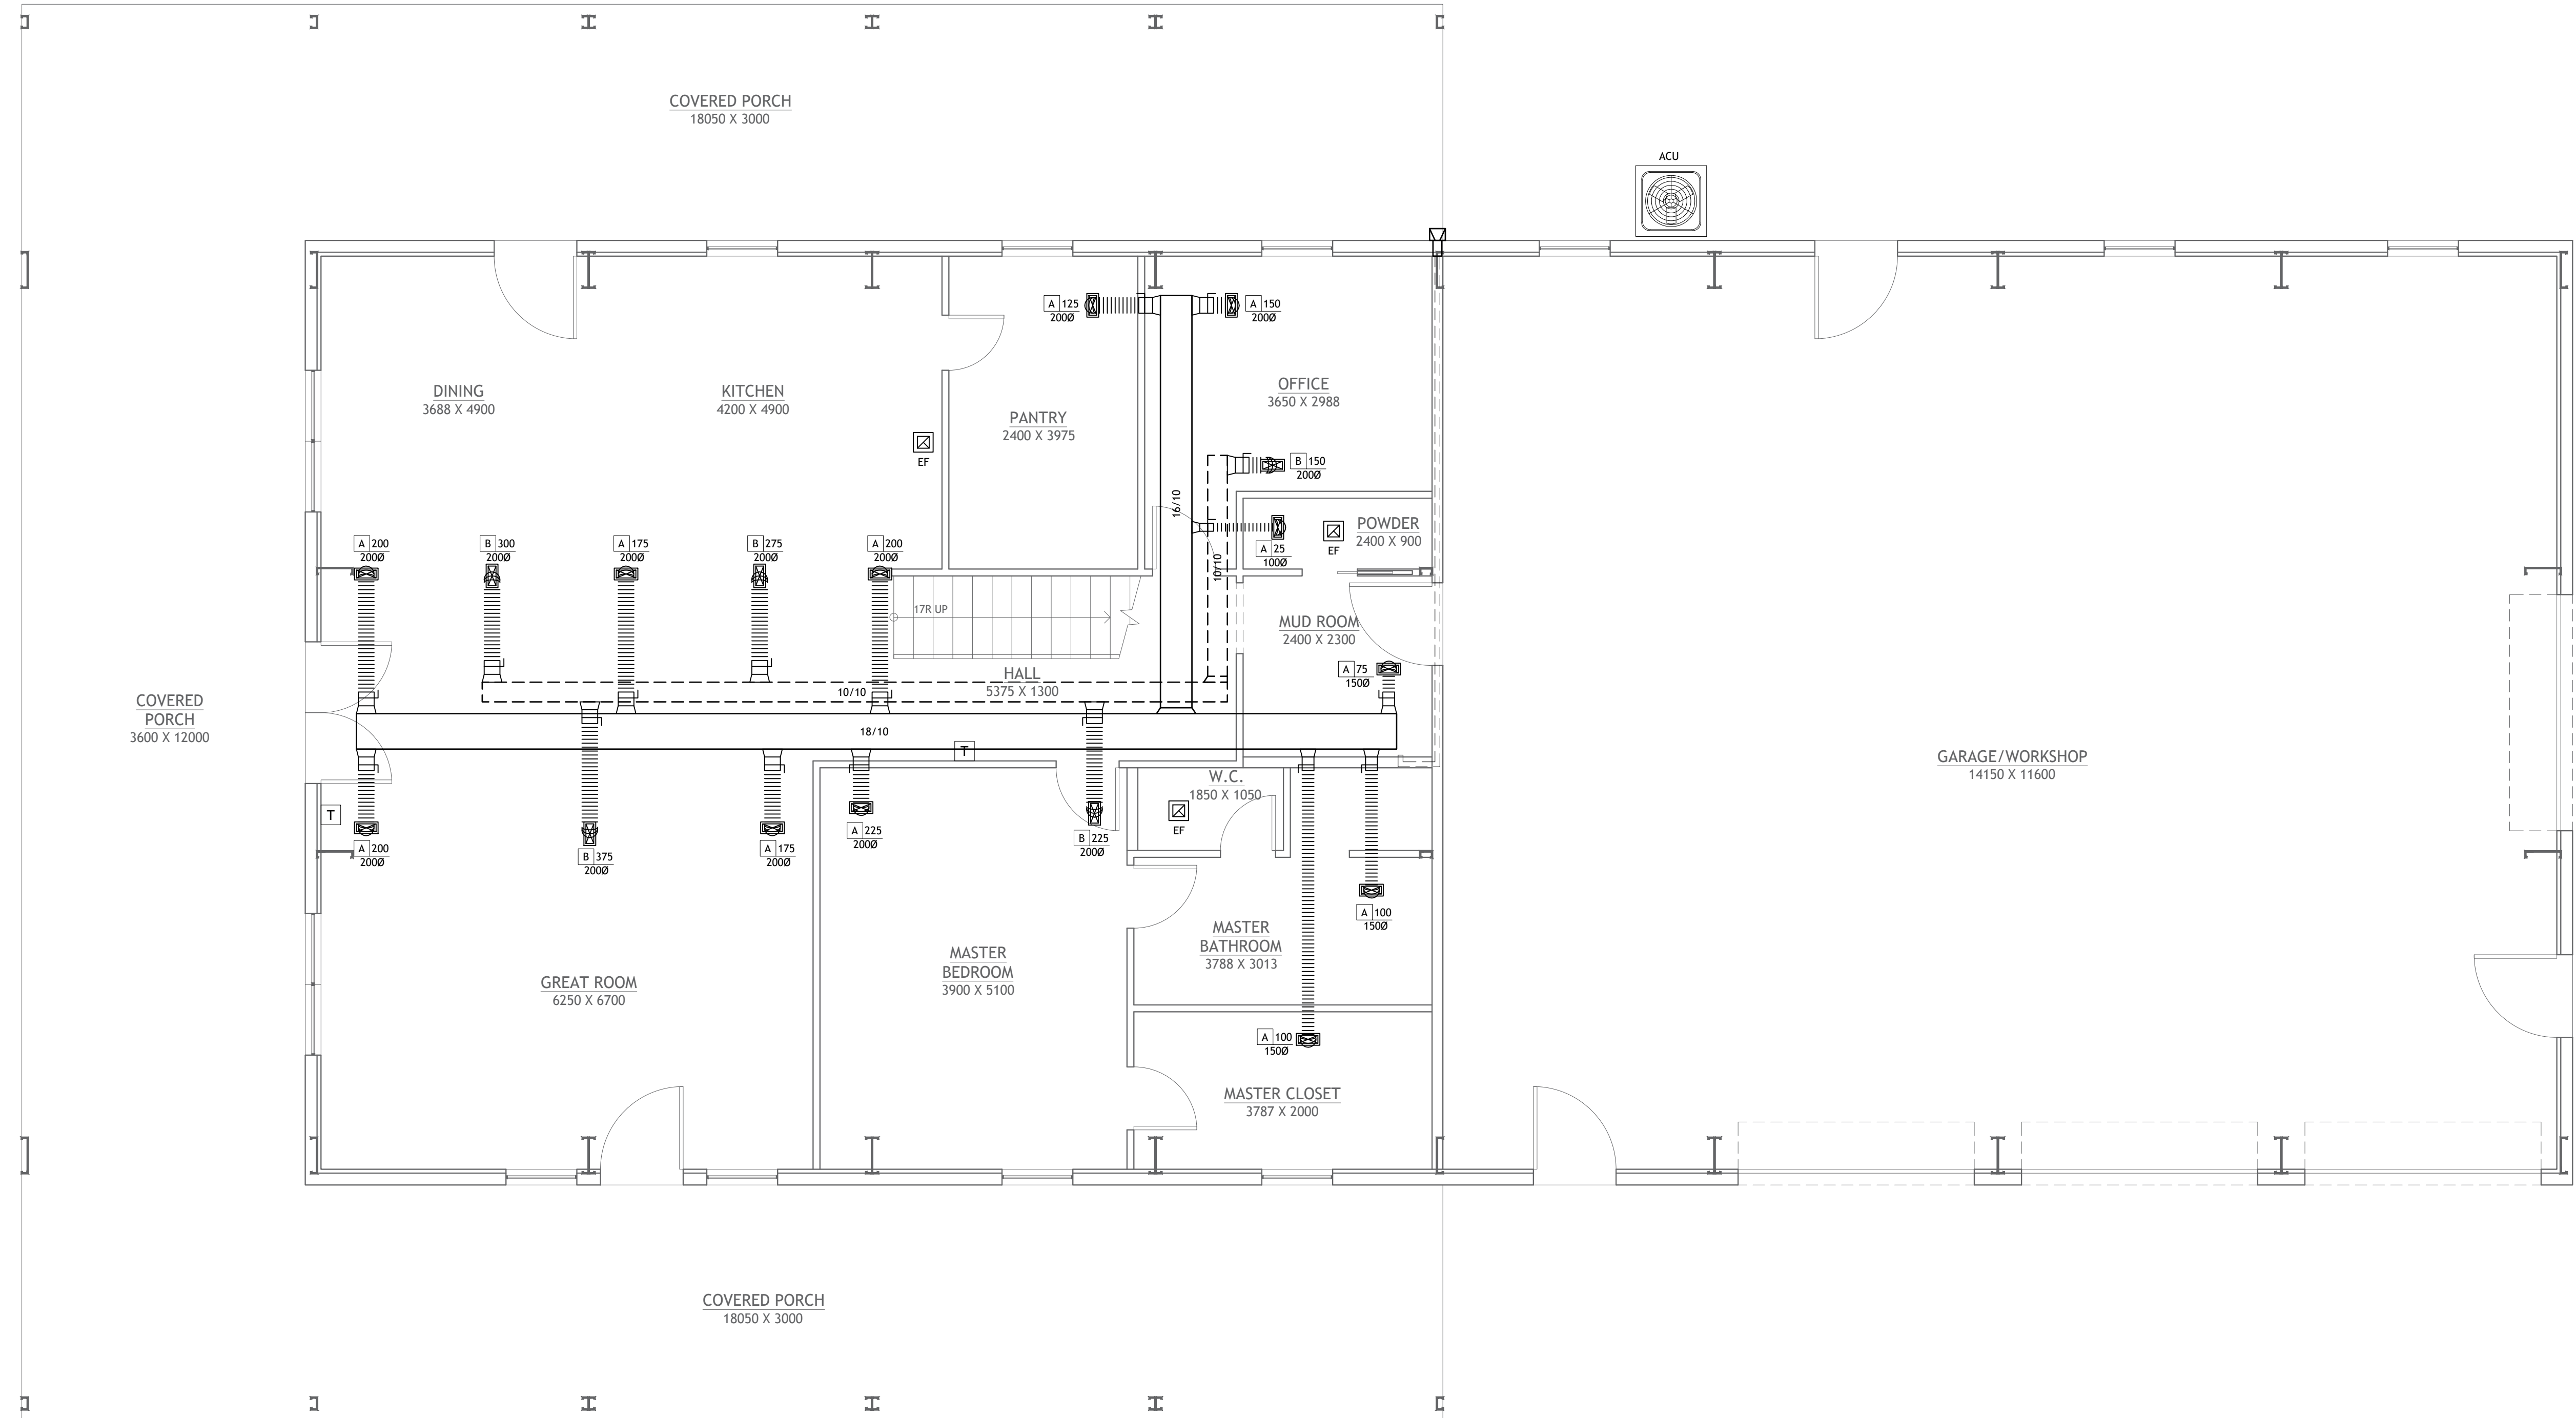 COVERED PORCH
18050 X 3000
ACU
A 125
200Ø
A 150
200Ø
DINING
3688 X 4900
KITCHEN
4200 X 4900
PANTRY
2400 X 3975
OFFICE
3650 X 2988
EF
B 150
200Ø
16/10
POWDER
2400 X 900
EF
A 25
100Ø
10/10
A 200
200Ø
B 300
200Ø
A 175
200Ø
B 275
200Ø
A 200
200Ø
17R UP
MUD ROOM
2400 X 2300
HALL
5375 X 1300
A 75
150Ø
10/10
COVERED
PORCH
3600 X 12000
18/10
T
GARAGE/WORKSHOP
14150 X 11600
W.C.
1850 X 1050
T
EF
A 200
200Ø
B 375
200Ø
A 175
200Ø
A 225
200Ø
B 225
200Ø
A 100
150Ø
MASTER
BATHROOM
3788 X 3013
MASTER
BEDROOM
3900 X 5100
GREAT ROOM
6250 X 6700
A 100
150Ø
MASTER CLOSET
3787 X 2000
COVERED PORCH
18050 X 3000